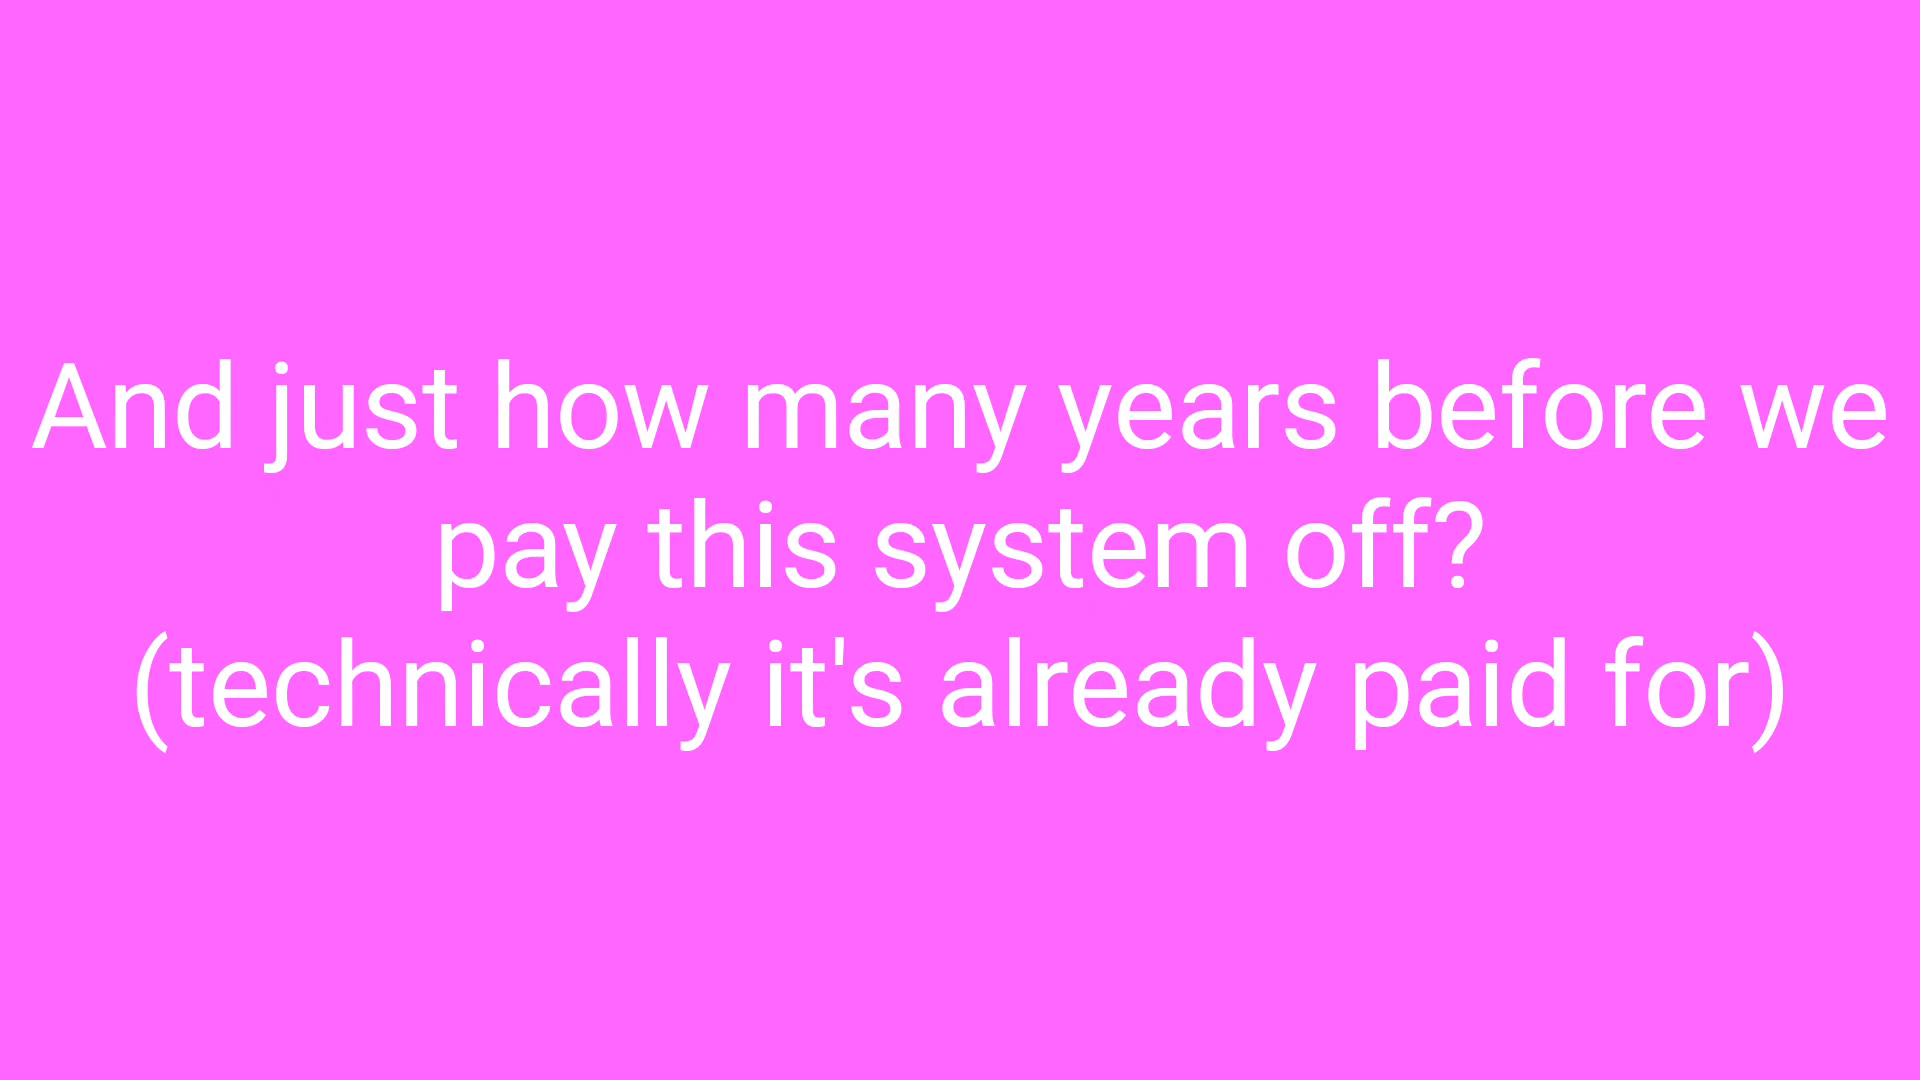 And just how many years before we
pay this system off?
(technically it's already paid for)